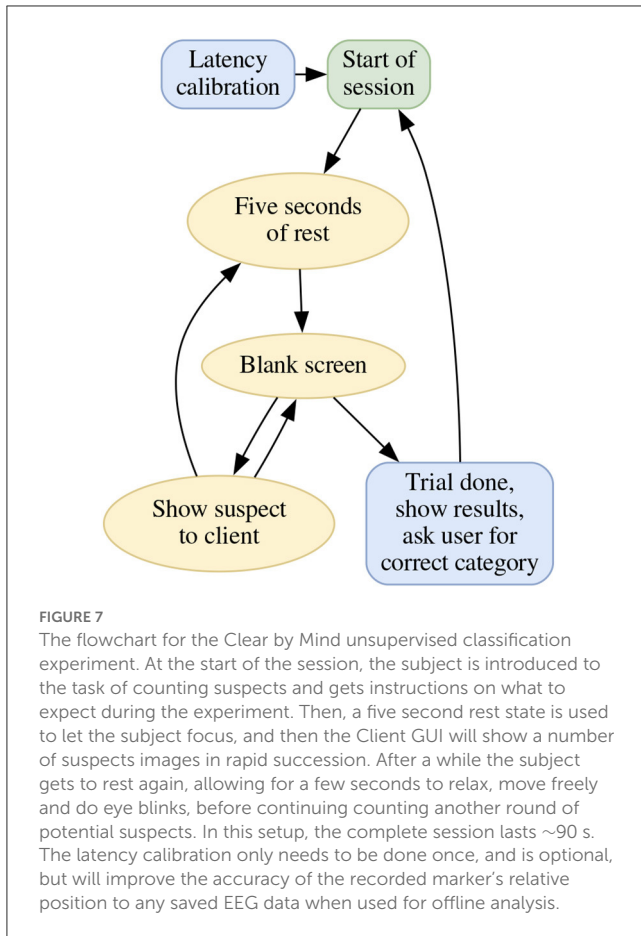 Latency
calibration
Start of
session
Five seconds
of rest
Blank screen
Show suspect
to client
Trial done,
show results,
ask user for
correct category
FIGURE 7
The flowchart for the Clear by Mind unsupervised classification
experiment. At the start of the session, the subject is introduced to
the task of counting suspects and gets instructions on what to
expect during the experiment. Then, a five second rest state is used
to let the subject focus, and then the Client GUI will show a number
of suspects images in rapid succession. After a while the subject
gets to rest again, allowing for a few seconds to relax, move freely
and do eye blinks, before continuing counting another round of
potential suspects. In this setup, the complete session lasts ~90 s.
The latency calibration only needs to be done once, and is optional,
but will improve the accuracy of the recorded marker's relative
position to any saved EEG data when used for offline analysis.